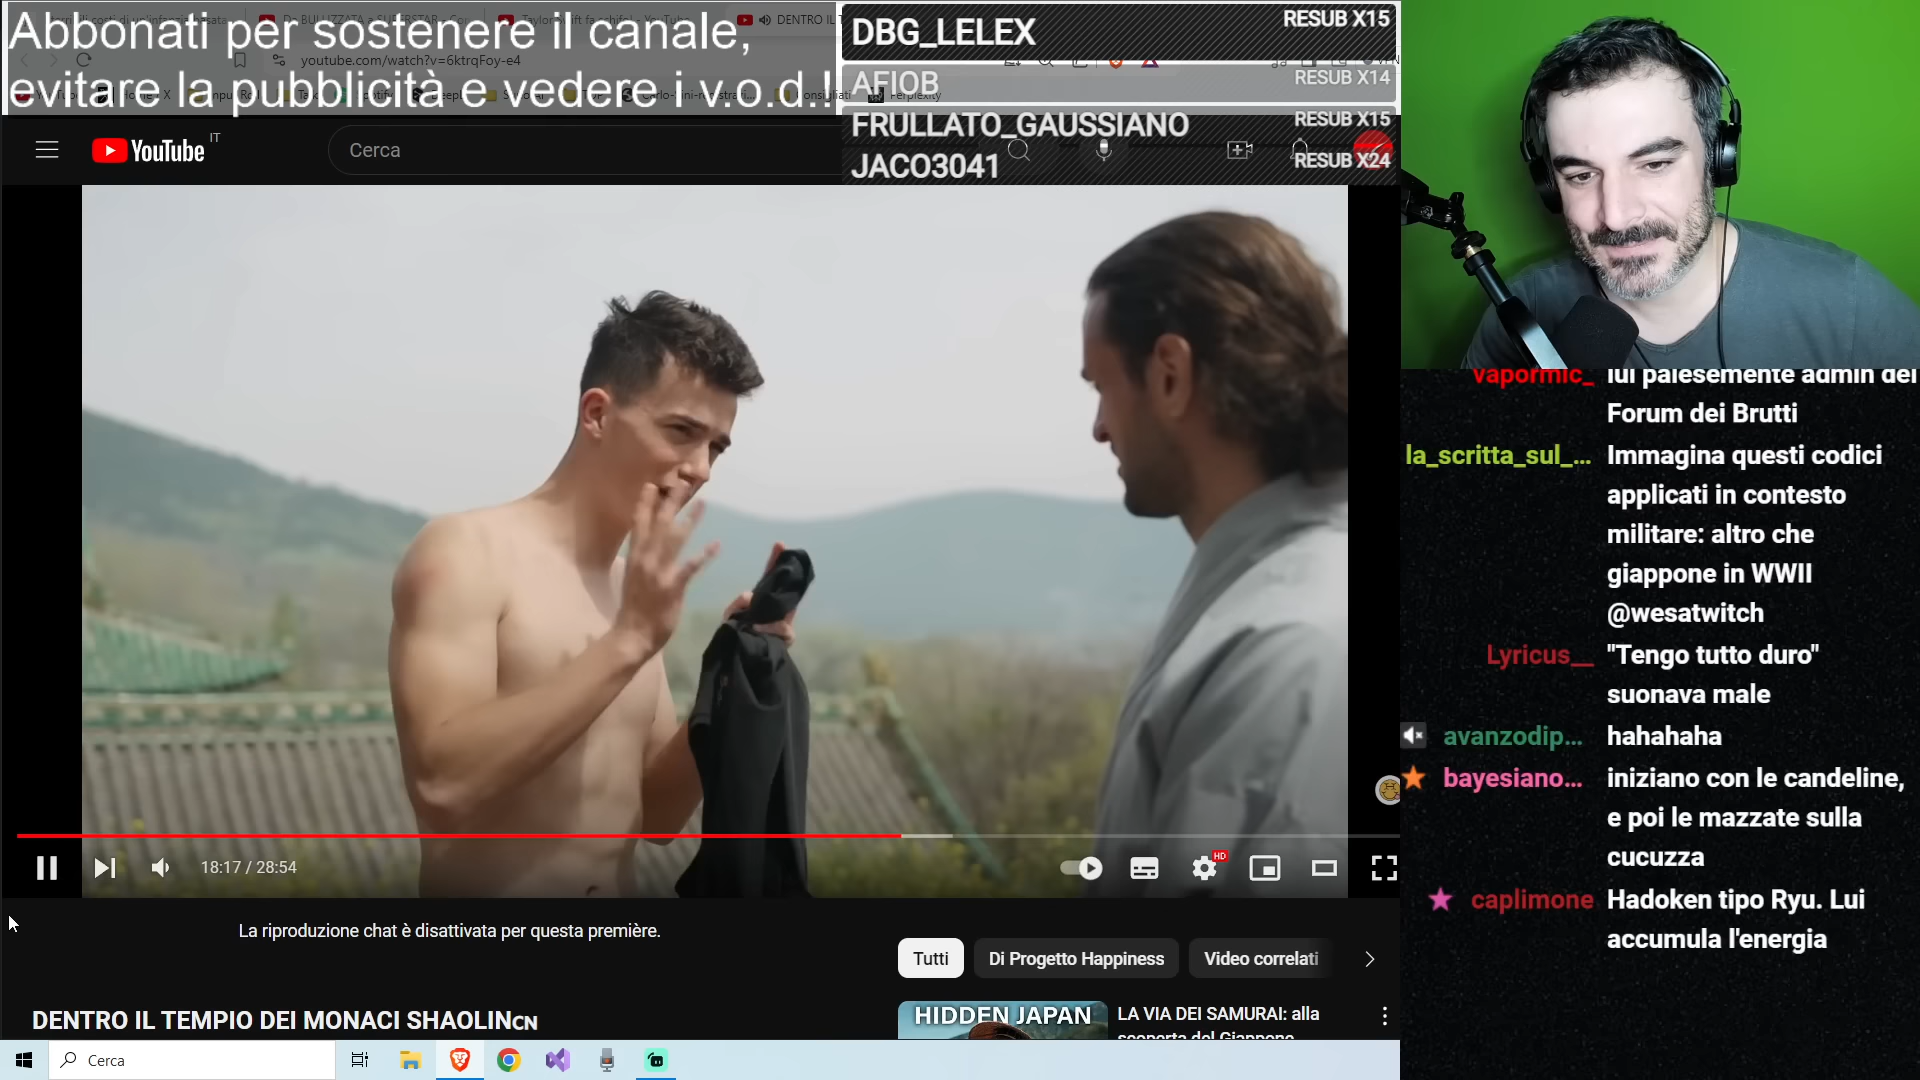 Abbonati per sostenere il canale,
evitare la pubblicità e vedere i v.o.d.!
youtube.com/watch?v=6ktrqFoy-e4
DBG_LELEX RESUB X15
AFIOB RESUB X14
FRULLATO_GAUSSIANO RESUB X15
JACO3041 RESUB X24
YouTube IT
Cerca
18:17 / 28:54
HD
La riproduzione chat è disattivata per questa première.
Tutti
Di Progetto Happiness
Video correlati
DENTRO IL TEMPIO DEI MONACI SHAOLINCN
HIDDEN JAPAN
LA VIA DEI SAMURAI: alla
scoperta del Giappone
Cerca
vapormic_ lui palesemente admin del
Forum dei Brutti
la_scritta_sul_... Immagina questi codici
applicati in contesto
militare: altro che
giappone in WWII
@wesatwitch
Lyricus__ "Tengo tutto duro"
suonava male
avanzodip... hahahaha
bayesiano... iniziano con le candeline,
e poi le mazzate sulla
cucuzza
caplimone Hadoken tipo Ryu. Lui
accumula l'energia